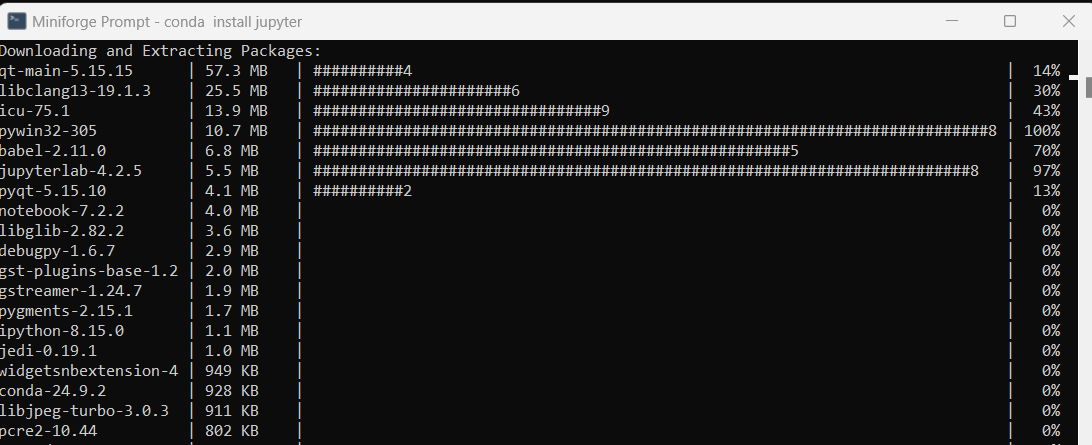 Miniforge Prompt - conda  install jupyter
Downloading and Extracting Packages:
qt-main-5.15.15      | 57.3 MB   | ##########4                                                                   |  14%
libclang13-19.1.3    | 25.5 MB   | ######################6                                                       |  30%
icu-75.1             | 13.9 MB   | ################################9                                             |  43%
pywin32-305          | 10.7 MB   | ############################################################################8 | 100%
babel-2.11.0         | 6.8 MB    | #####################################################5                        |  70%
jupyterlab-4.2.5     | 5.5 MB    | ##########################################################################8   |  97%
pyqt-5.15.10         | 4.1 MB    | ##########2                                                                   |  13%
notebook-7.2.2       | 4.0 MB    |                                                                               |   0%
libglib-2.82.2       | 3.6 MB    |                                                                               |   0%
debugpy-1.6.7        | 2.9 MB    |                                                                               |   0%
gst-plugins-base-1.2 | 2.0 MB    |                                                                               |   0%
gstreamer-1.24.7     | 1.9 MB    |                                                                               |   0%
pygments-2.15.1      | 1.7 MB    |                                                                               |   0%
ipython-8.15.0       | 1.1 MB    |                                                                               |   0%
jedi-0.19.1          | 1.0 MB    |                                                                               |   0%
widgetsnbextension-4 | 949 KB    |                                                                               |   0%
conda-24.9.2         | 928 KB    |                                                                               |   0%
libjpeg-turbo-3.0.3  | 911 KB    |                                                                               |   0%
pcre2-10.44          | 802 KB    |                                                                               |   0%